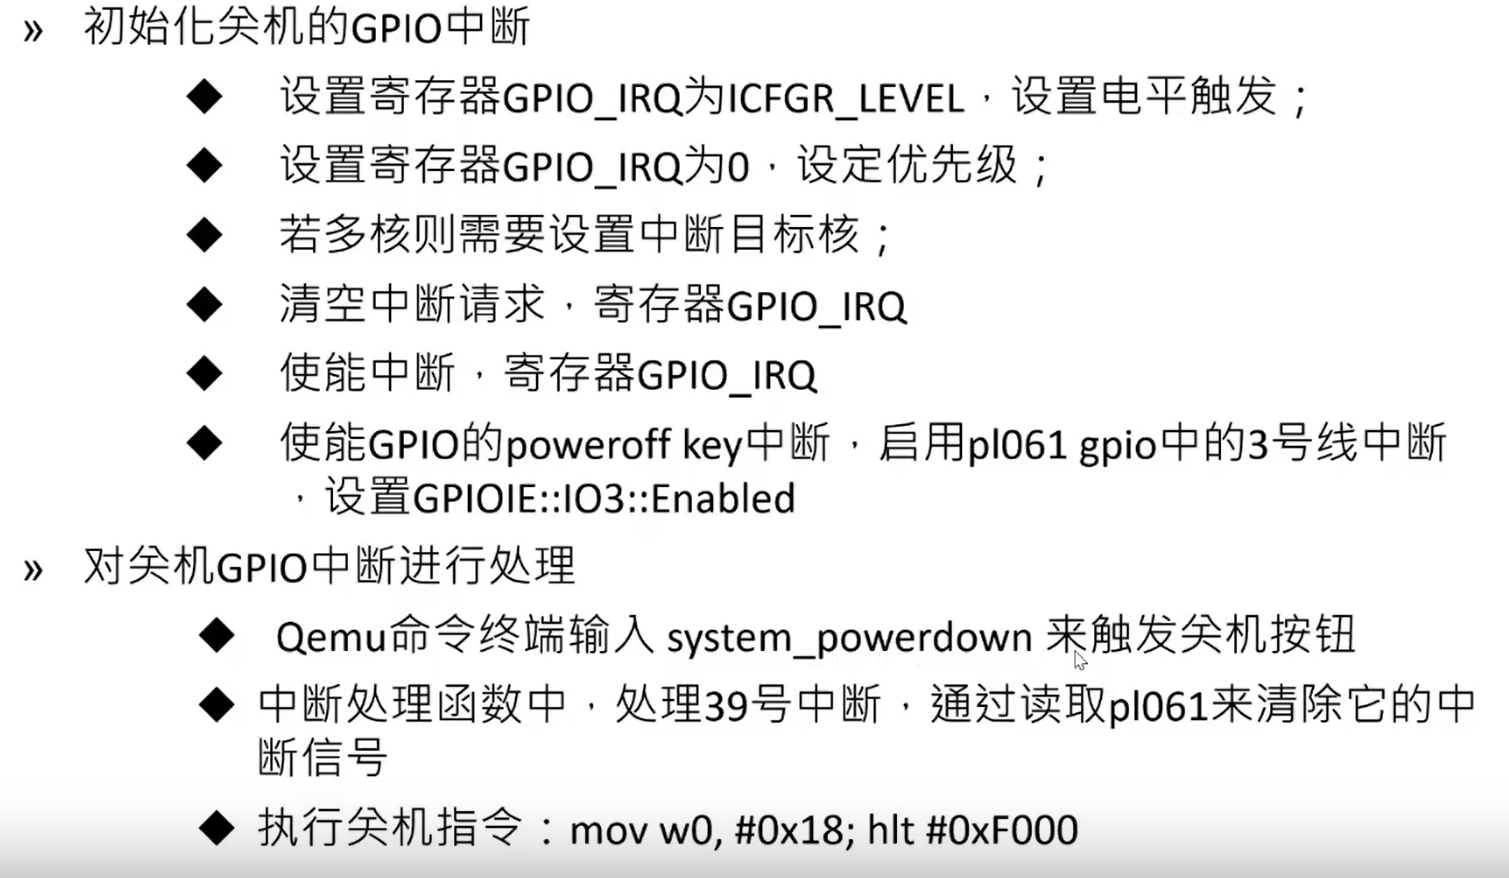 » 初始化关机的GPIO中断
◆ 设置寄存器GPIO_IRQ为ICFGR_LEVEL，设置电平触发；
◆ 设置寄存器GPIO_IRQ为0，设定优先级；
◆ 若多核则需要设置中断目标核；
◆ 清空中断请求，寄存器GPIO_IRQ
◆ 使能中断，寄存器GPIO_IRQ
◆ 使能GPIO的poweroff key中断，启用pl061 gpio中的3号线中断
，设置GPIOIE::IO3::Enabled
» 对关机GPIO中断进行处理
◆ Qemu命令终端输入 system_powerdown 来触发关机按钮
◆ 中断处理函数中，处理39号中断，通过读取pl061来清除它的中
断信号
◆ 执行关机指令：mov w0, #0x18; hlt #0xF000